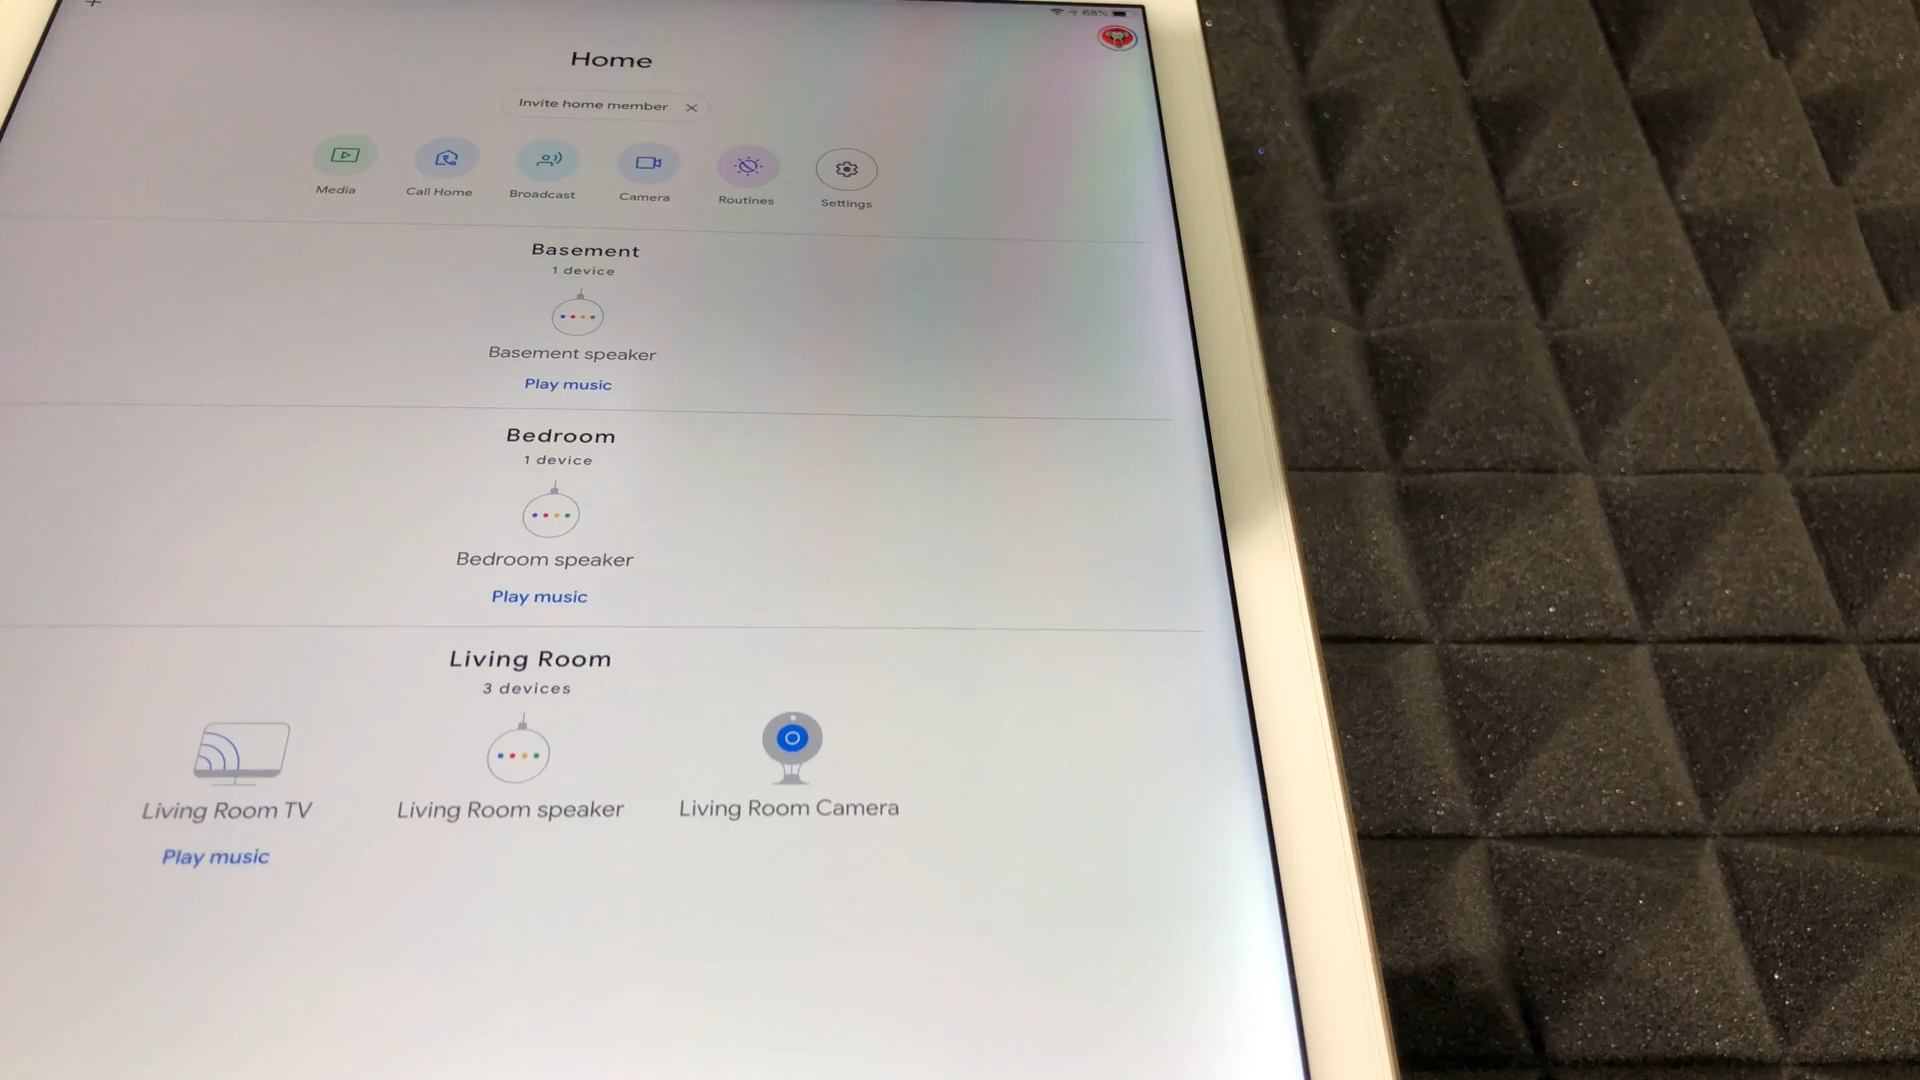 68%
Home
Invite home member
Media Call Home Broadcast Camera Routines Settings
Basement
1 device
Basement speaker
Play music
Bedroom
1 device
Bedroom speaker
Play music
Living Room
3 devices
Living Room TV Living Room speaker Living Room Camera
Play music